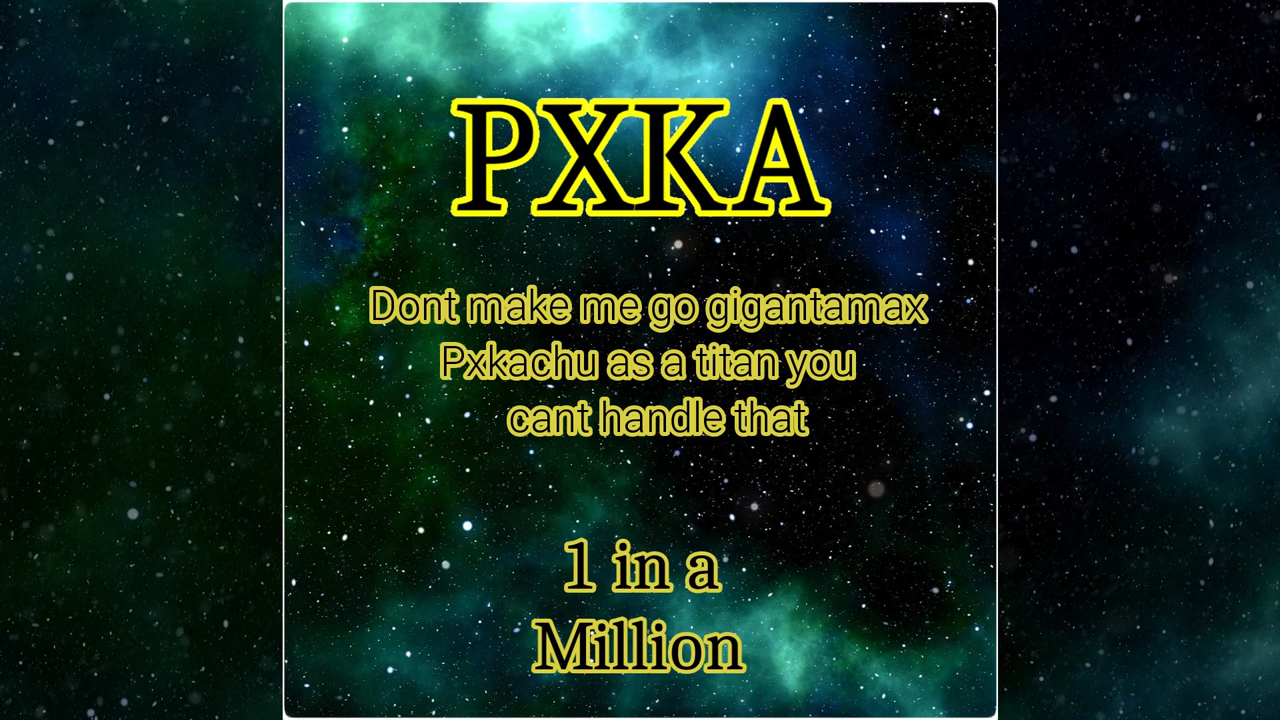 PXKA
Dont make me go gigantamax
Pxkachu as a titan you
cant handle that
1 in a
Million